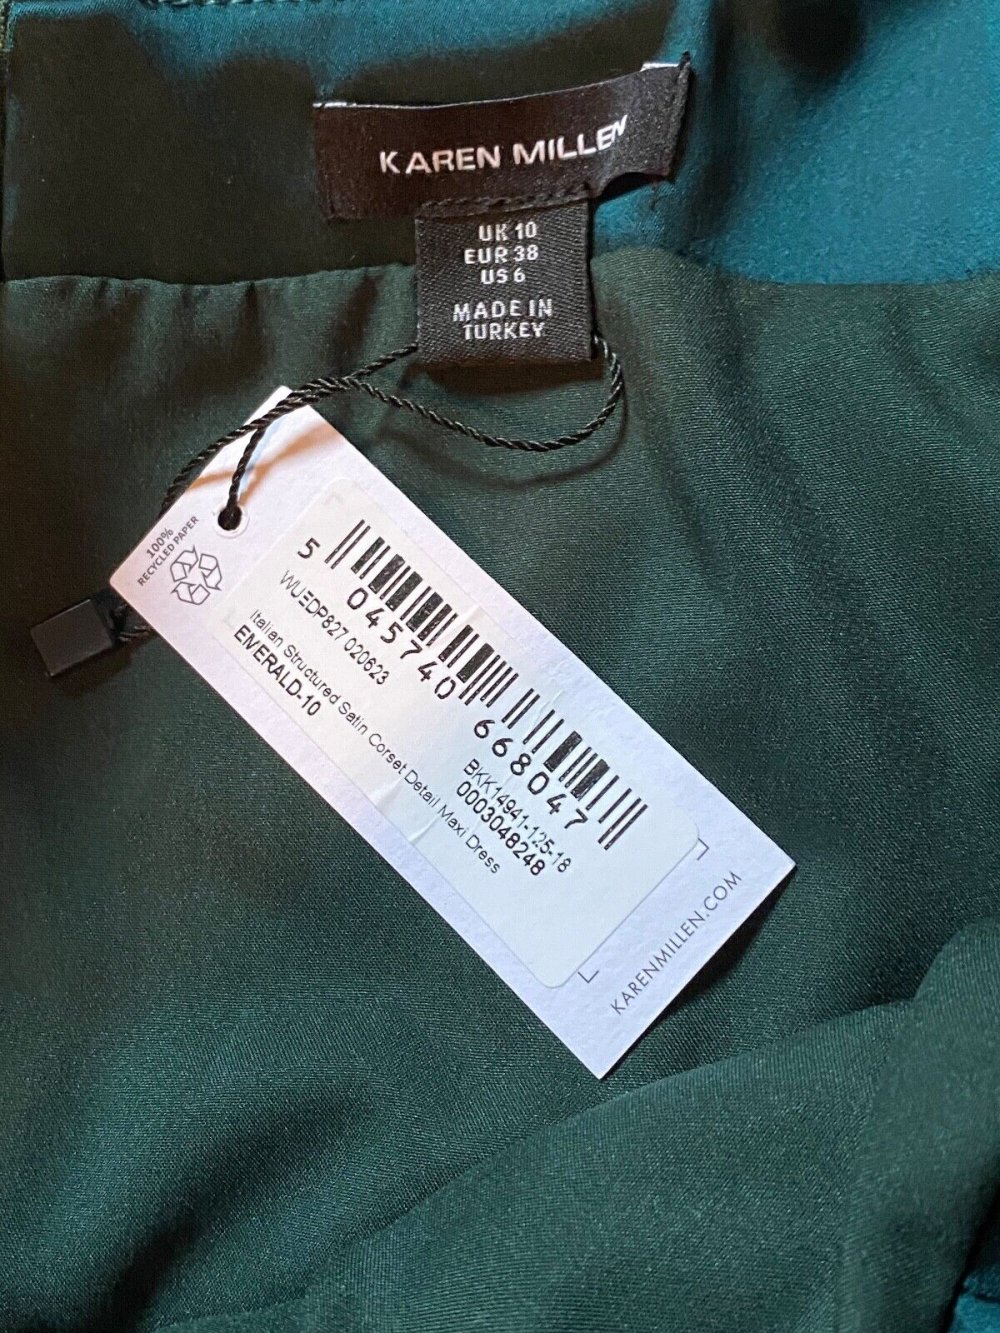 KAREN MILLEN
UK 10
EUR 38
US 6
MADE IN
TURKEY
100%
RECYCLED PAPER
5 045740 668047
WUEDP827 020623
BKK14941-125-18
0003048248
Italian Structured Satin Corset Detail Maxi Dress
EMERALD-10
KARENMILLEN.COM